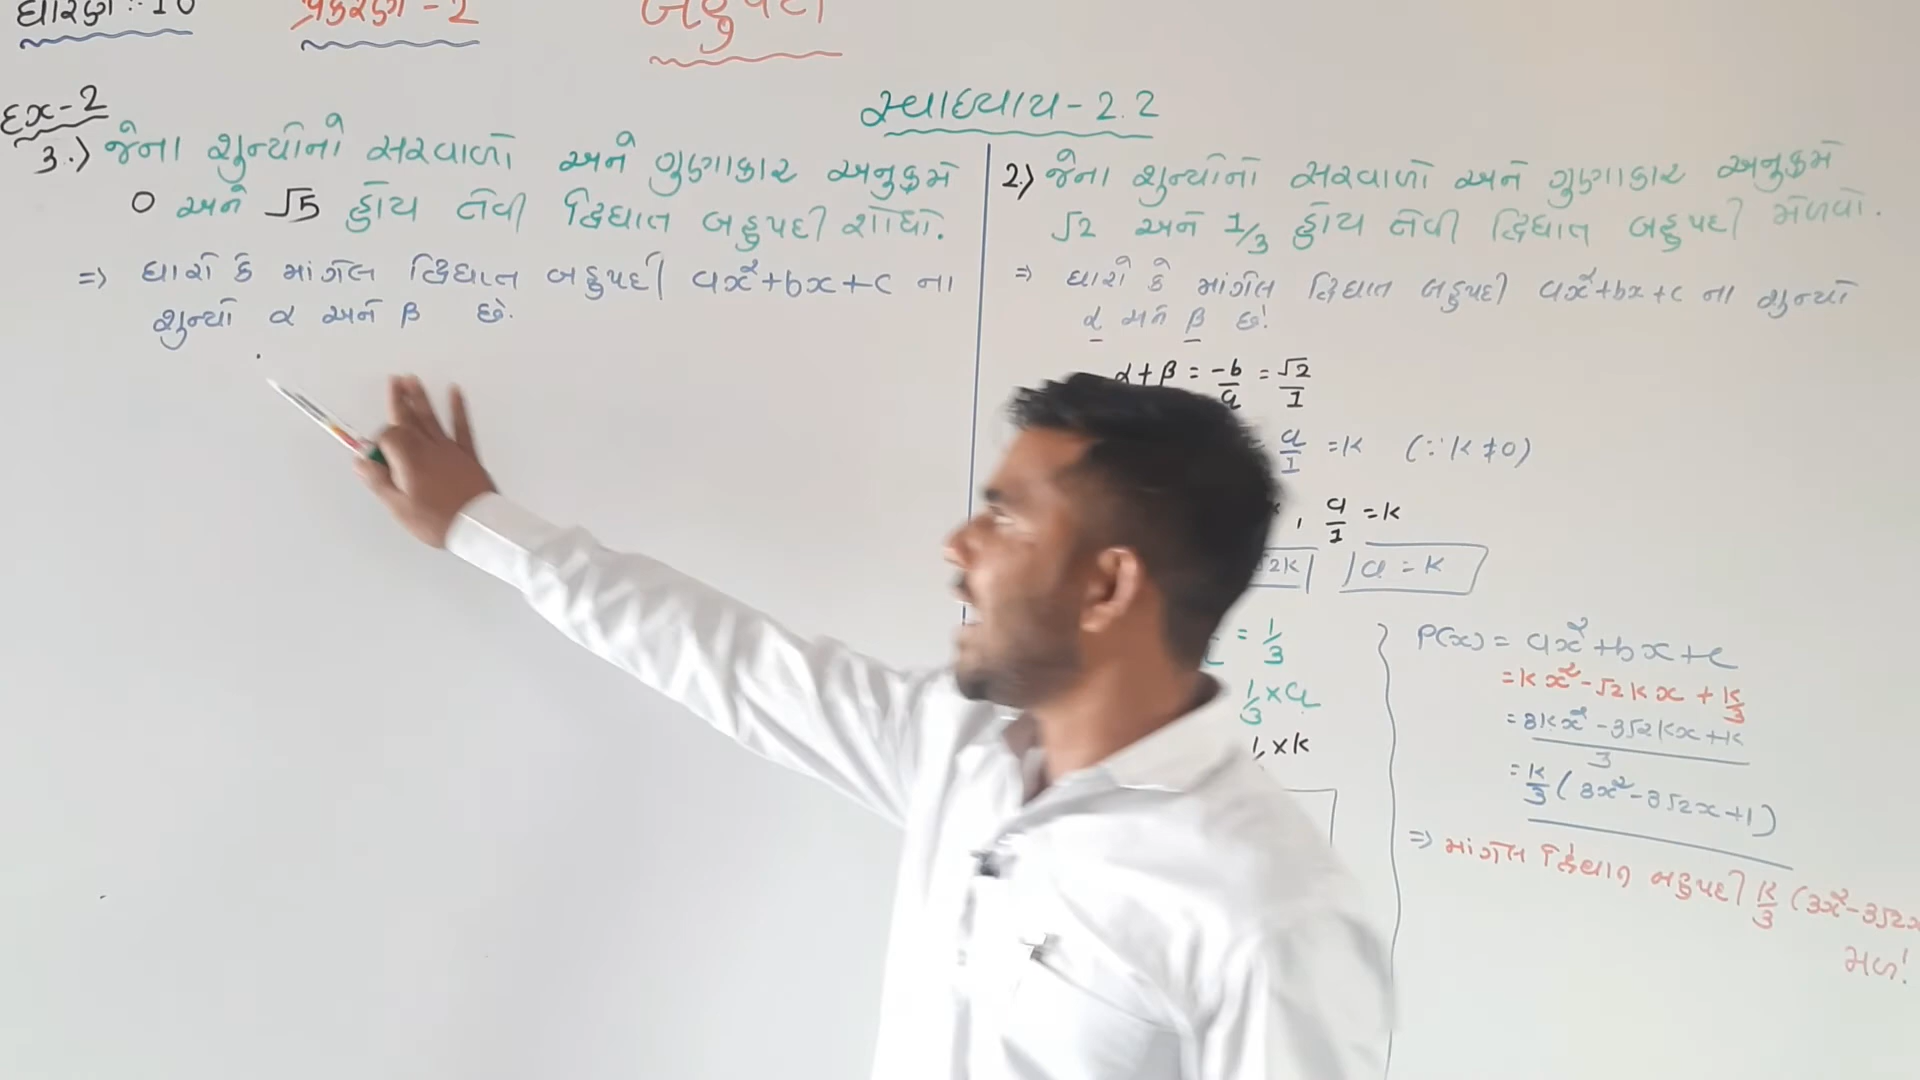 ધોરણ :- 10 પ્રકરણ - 2 બહુપદી
સ્વાધ્યાય - 2.2
Ex-2
3.) જેના શુન્યોનો સરવાળો અને ગુણાકાર અનુક્રમે
0 અને √5 હોય તેવી દ્વિઘાત બહુપદી શોધો.
=> ધારો કે માંગેલ દ્વિઘાત બહુપદી ax²+bx+c ના
શુન્યો α અને β છે.
2.) જેના શુન્યોનો સરવાળો અને ગુણાકાર અનુક્રમે
√2 અને 1/3 હોય તેવી દ્વિઘાત બહુપદી મેળવો.
=> ધારો કે માંગેલ દ્વિઘાત બહુપદી ax²+bx+c ના શુન્યો
α અને β છે.
α+β = -b/a = √2/1
a/1 = k (∵ k ≠ 0)
, a/1 = k
√2k a = k
= 1/3
1/3 × a
× k
P(x) = ax²+bx+c
= kx² - √2kx + k/3
= 3kx² - 3√2kx + k / 3
= k/3 (3x² - 3√2x + 1)
=> માંગેલ દ્વિઘાત બહુપદી k/3 (3x² - 3√2x
મળે.